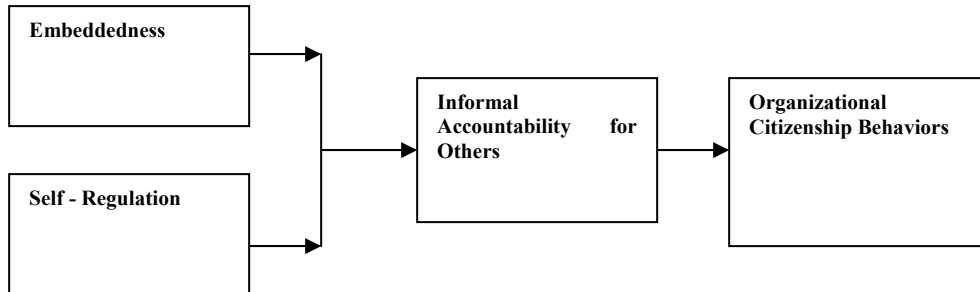 Embeddedness
Self - Regulation
Informal
Accountability for
Others
Organizational
Citizenship Behaviors